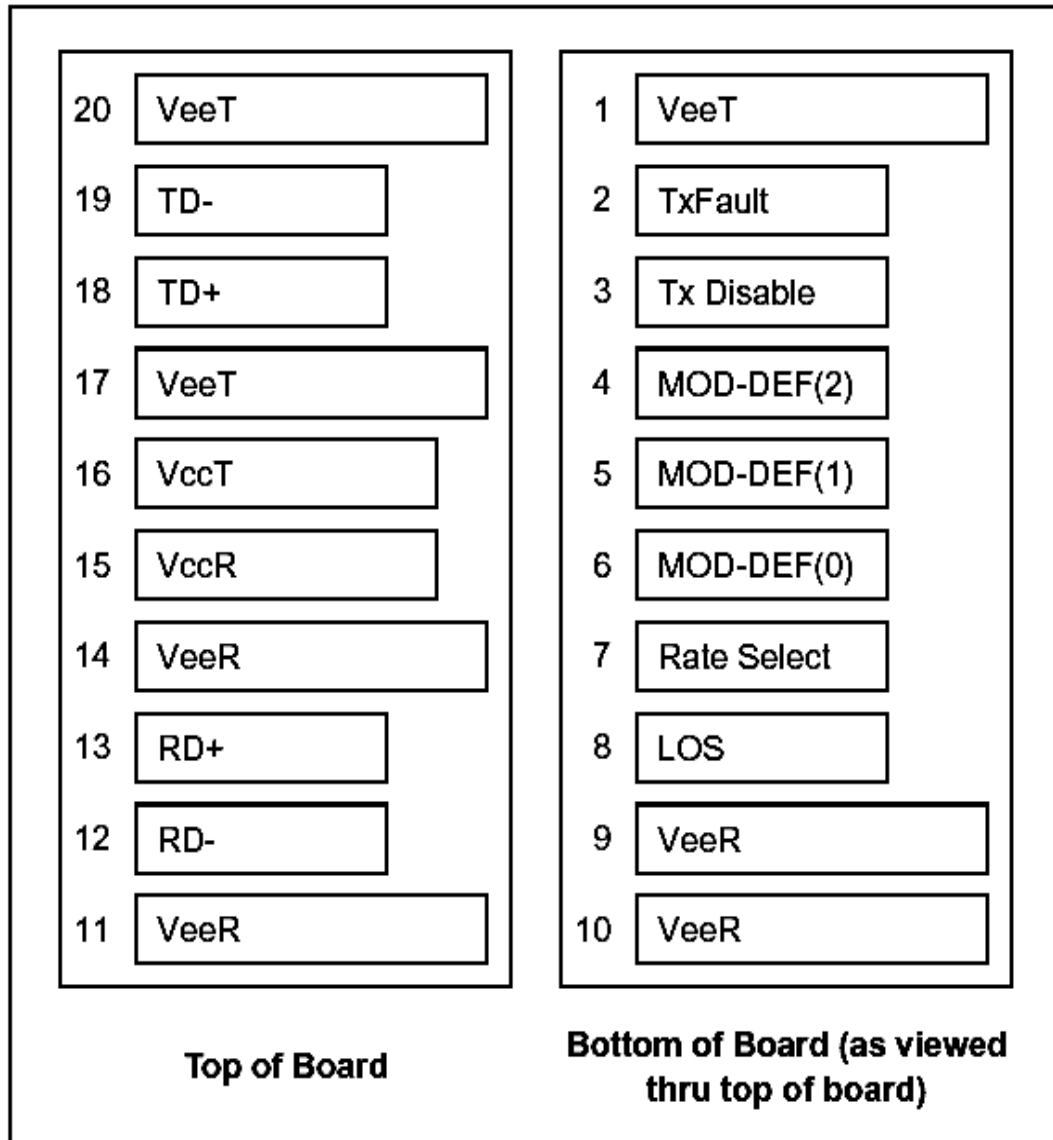 20 VeeT
19 TD-
18 TD+
17 VeeT
16 VccT
15 VccR
14 VeeR
13 RD+
12 RD-
11 VeeR
Top of Board
1 VeeT
2 TxFault
3 Tx Disable
4 MOD-DEF(2)
5 MOD-DEF(1)
6 MOD-DEF(0)
7 Rate Select
8 LOS
9 VeeR
10 VeeR
Bottom of Board (as viewed
thru top of board)